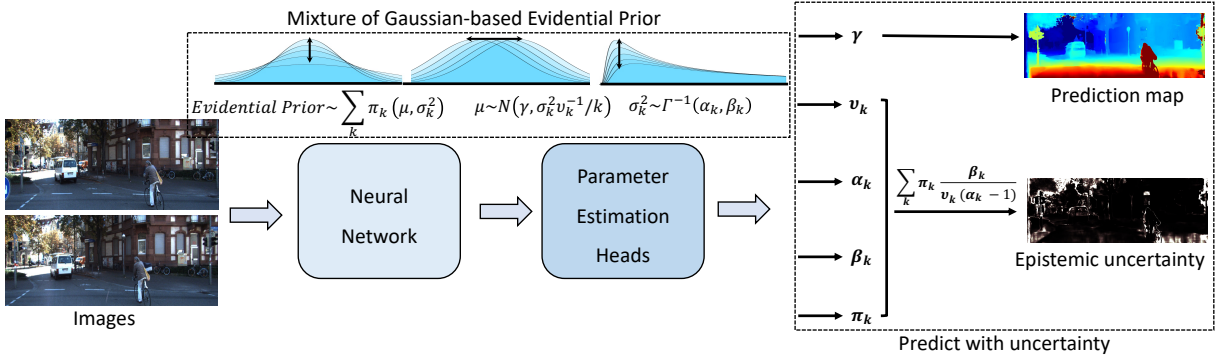 Mixture of Gaussian-based Evidential Prior
Evidential Prior~ ∑_k π_k(μ, σ_k^2)
μ~N(γ, σ_k^2 υ_k^{-1}/k)
σ_k^2~Γ^{-1}(α_k, β_k)
Images
Neural
Network
Parameter
Estimation
Heads
γ
υ_k
α_k
β_k
π_k
∑_k π_k β_k / υ_k (α_k − 1)
Prediction map
Epistemic uncertainty
Predict with uncertainty